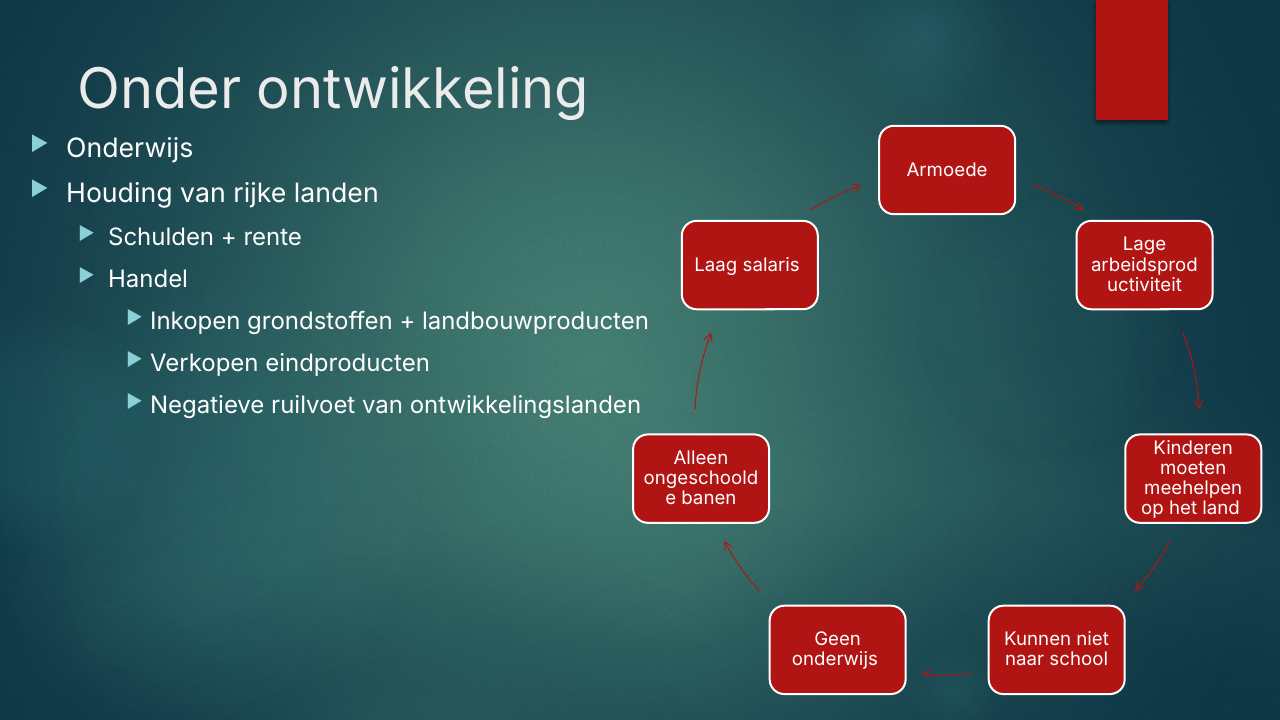 Onder ontwikkeling
Onderwijs
Houding van rijke landen
Schulden + rente
Handel
Inkopen grondstoffen + landbouwproducten
Verkopen eindproducten
Negatieve ruilvoet van ontwikkelingslanden
Armoede
Lage
arbeidsprod
uctiviteit
Kinderen
moeten
meehelpen
op het land
Kunnen niet
naar school
Geen
onderwijs
Alleen
ongeschoold
e banen
Laag salaris